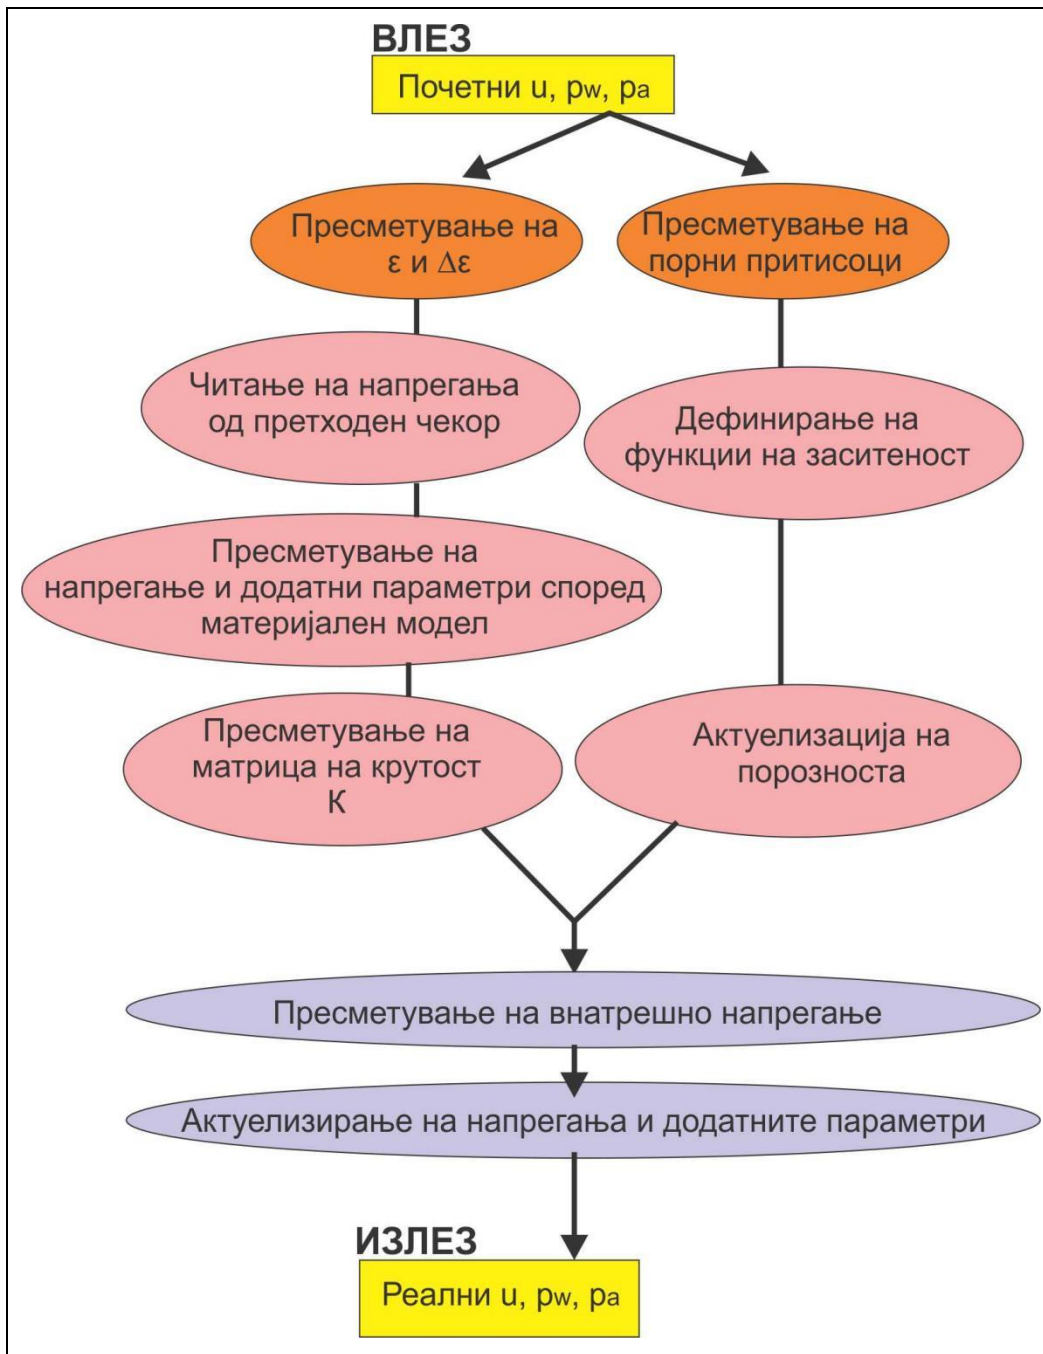 ВЛЕЗ
Почетни u, pw, pa
Пресметување на
ε и Δε
Пресметување на
порни притисоци
Читање на напрегања
од претходен чекор
Дефинирање на
функции на заситеност
Пресметување на
напрегање и додатни параметри според
материјален модел
Пресметување на
матрица на крутост
К
Актуелизација на
порозноста
Пресметување на внатрешно напрегање
Актуелизирање на напрегања и додатните параметри
ИЗЛЕЗ
Реални u, pw, pa